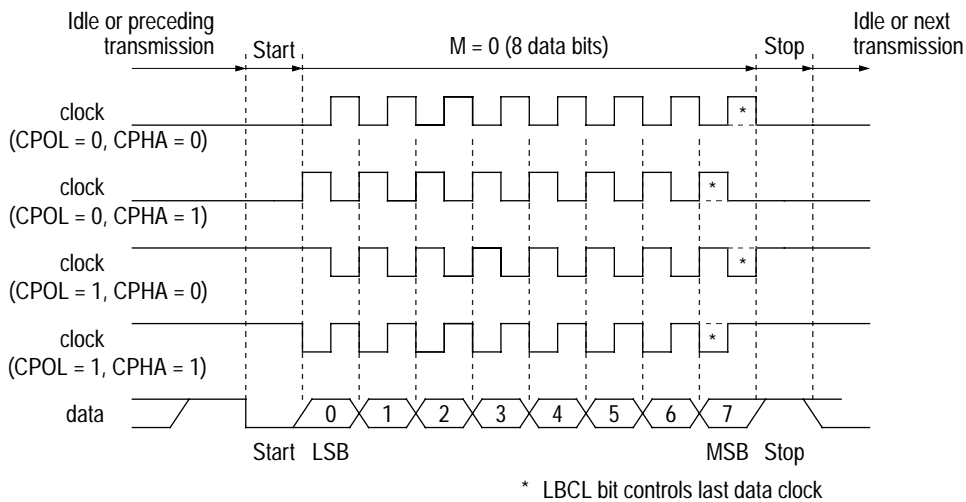 Idle or preceding
transmission
Start
M = 0 (8 data bits)
Stop
Idle or next
transmission
clock
(CPOL = 0, CPHA = 0)
*
clock
(CPOL = 0, CPHA = 1)
*
clock
(CPOL = 1, CPHA = 0)
*
clock
(CPOL = 1, CPHA = 1)
*
data
0 1 2 3 4 5 6 7
Start LSB MSB Stop
* LBCL bit controls last data clock